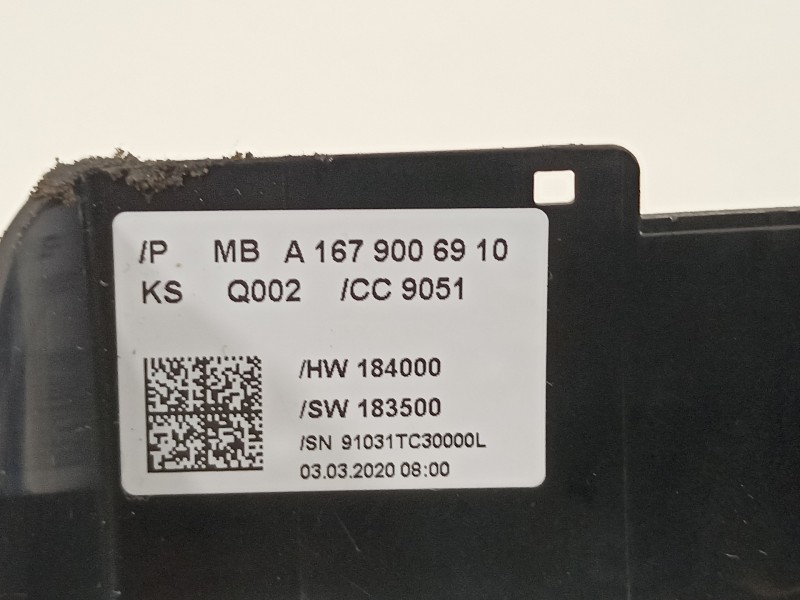 /P MB A 167 900 69 10
KS Q002 /CC 9051
/HW 184000
/SW 183500
/SN 91031TC30000L
03.03.2020 08:00